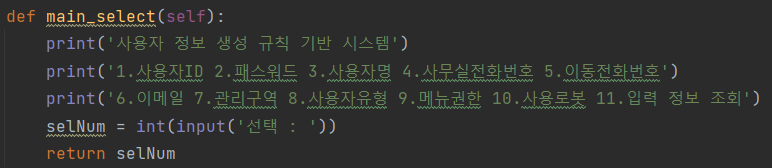 def main_select(self):
print('사용자 정보 생성 규칙 기반 시스템')
print('1.사용자ID 2.패스워드 3.사용자명 4.사무실전화번호 5.이동전화번호')
print('6.이메일 7.관리구역 8.사용자유형 9.메뉴권한 10.사용로봇 11.입력 정보 조회')
selNum = int(input('선택 : '))
return selNum